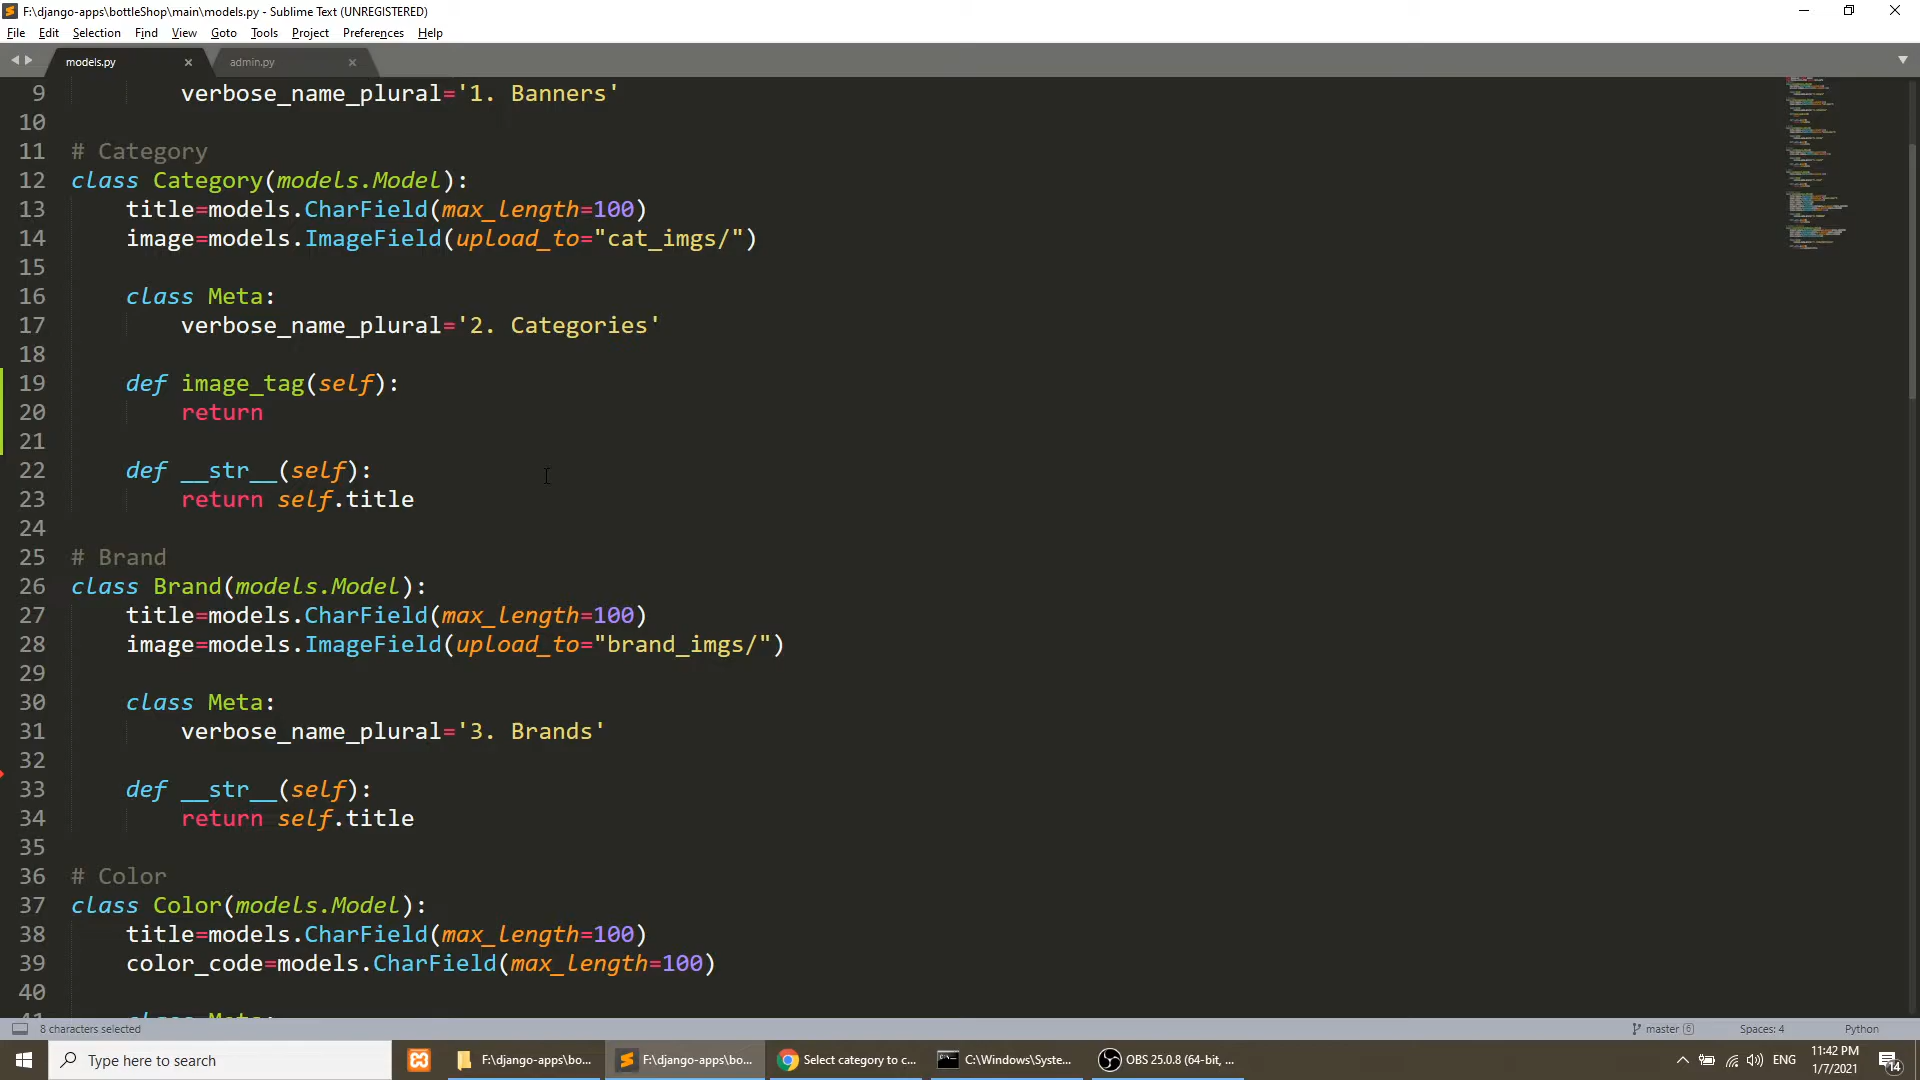 F:\django-apps\bottleShop\main\models.py - Sublime Text (UNREGISTERED)
File Edit Selection Find View Goto Tools Project Preferences Help
models.py × admin.py ×
9 verbose_name_plural='1. Banners'
10
11 # Category
12 class Category(models.Model):
13 title=models.CharField(max_length=100)
14 image=models.ImageField(upload_to="cat_imgs/")
15
16 class Meta:
17 verbose_name_plural='2. Categories'
18
19 def image_tag(self):
20 return
21
22 def __str__(self):
23 return self.title
24
25 # Brand
26 class Brand(models.Model):
27 title=models.CharField(max_length=100)
28 image=models.ImageField(upload_to="brand_imgs/")
29
30 class Meta:
31 verbose_name_plural='3. Brands'
32
33 def __str__(self):
34 return self.title
35
36 # Color
37 class Color(models.Model):
38 title=models.CharField(max_length=100)
39 color_code=models.CharField(max_length=100)
40
41 class Meta:
8 characters selected master 6 Spaces: 4 Python
Type here to search F:\django-apps\bo... F:\django-apps\bo... Select category to c... C:\Windows\Syste... OBS 25.0.8 (64-bit, ... ENG 11:42 PM 14
1/7/2021